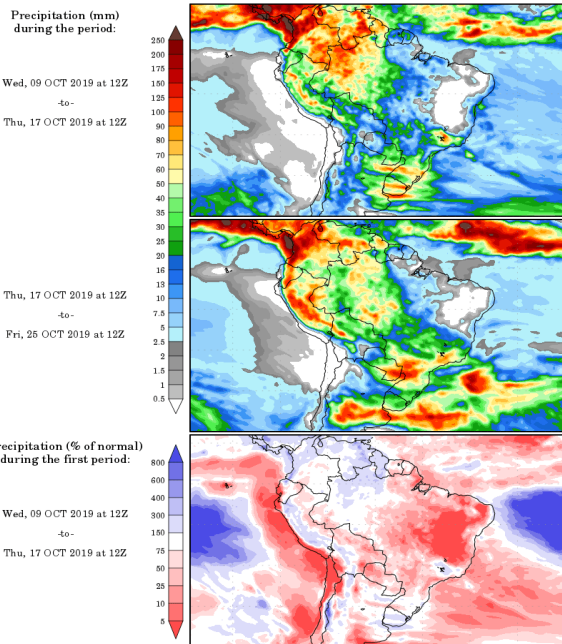 Precipitation (mm)
during the period:
Wed, 09 OCT 2019 at 12Z
-to-
Thu, 17 OCT 2019 at 12Z
250
200
175
150
125
100
90
80
70
60
50
40
35
30
25
20
16
13
10
7.5
5
2.5
2
1.5
1
0.5
Thu, 17 OCT 2019 at 12Z
-to-
Fri, 25 OCT 2019 at 12Z
recipitation (% of normal)
during the first period:
Wed, 09 OCT 2019 at 12Z
-to-
Thu, 17 OCT 2019 at 12Z
800
600
400
300
150
75
50
25
10
5